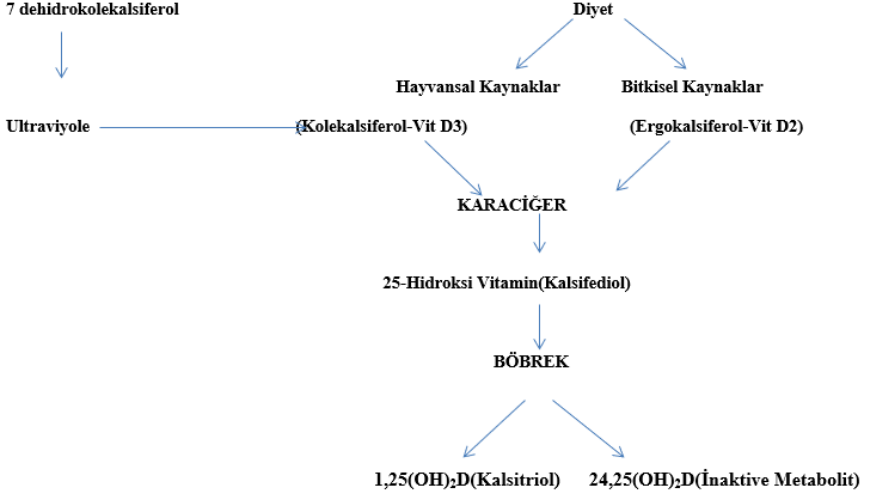 7 dehidrokolekalsiferol
Diyet
Hayvansal Kaynaklar
Bitkisel Kaynaklar
Ultraviyole
(Kolekalsiferol-Vit D3)
(Ergokalsiferol-Vit D2)
KARACİĞER
25-Hidroksi Vitamin(Kalsifediol)
BÖBREK
1,25(OH)₂D(Kalsitriol)
24,25(OH)₂D(İnaktive Metabolit)